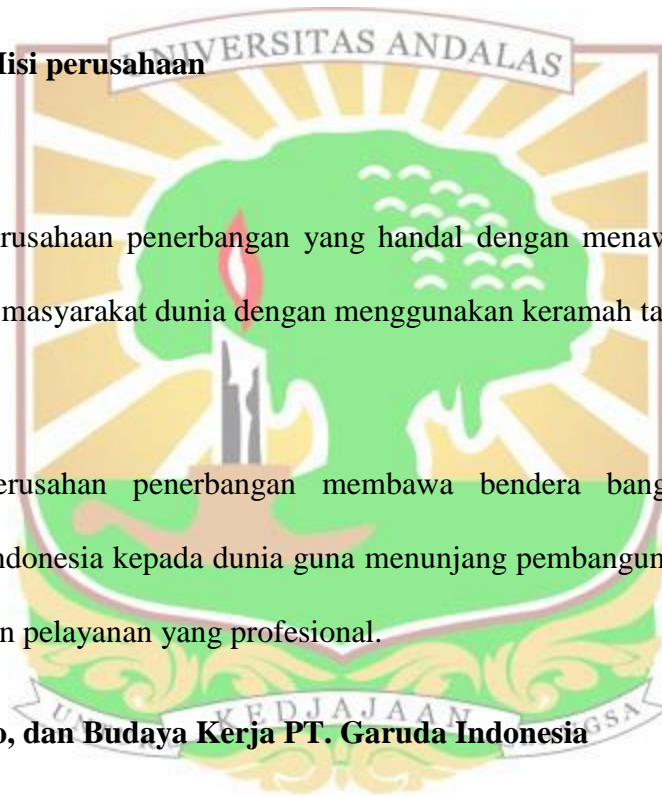 UNIVERSITAS ANDALAS
isi perusahaan
rusahaan penerbangan yang handal dengan menaw
masyarakat dunia dengan menggunakan keramah ta
erusahan penerbangan membawa bendera bang
ndonesia kepada dunia guna menunjang pembangun
n pelayanan yang profesional.
KEDJAJAAN
o, dan Budaya Kerja PT. Garuda Indonesia